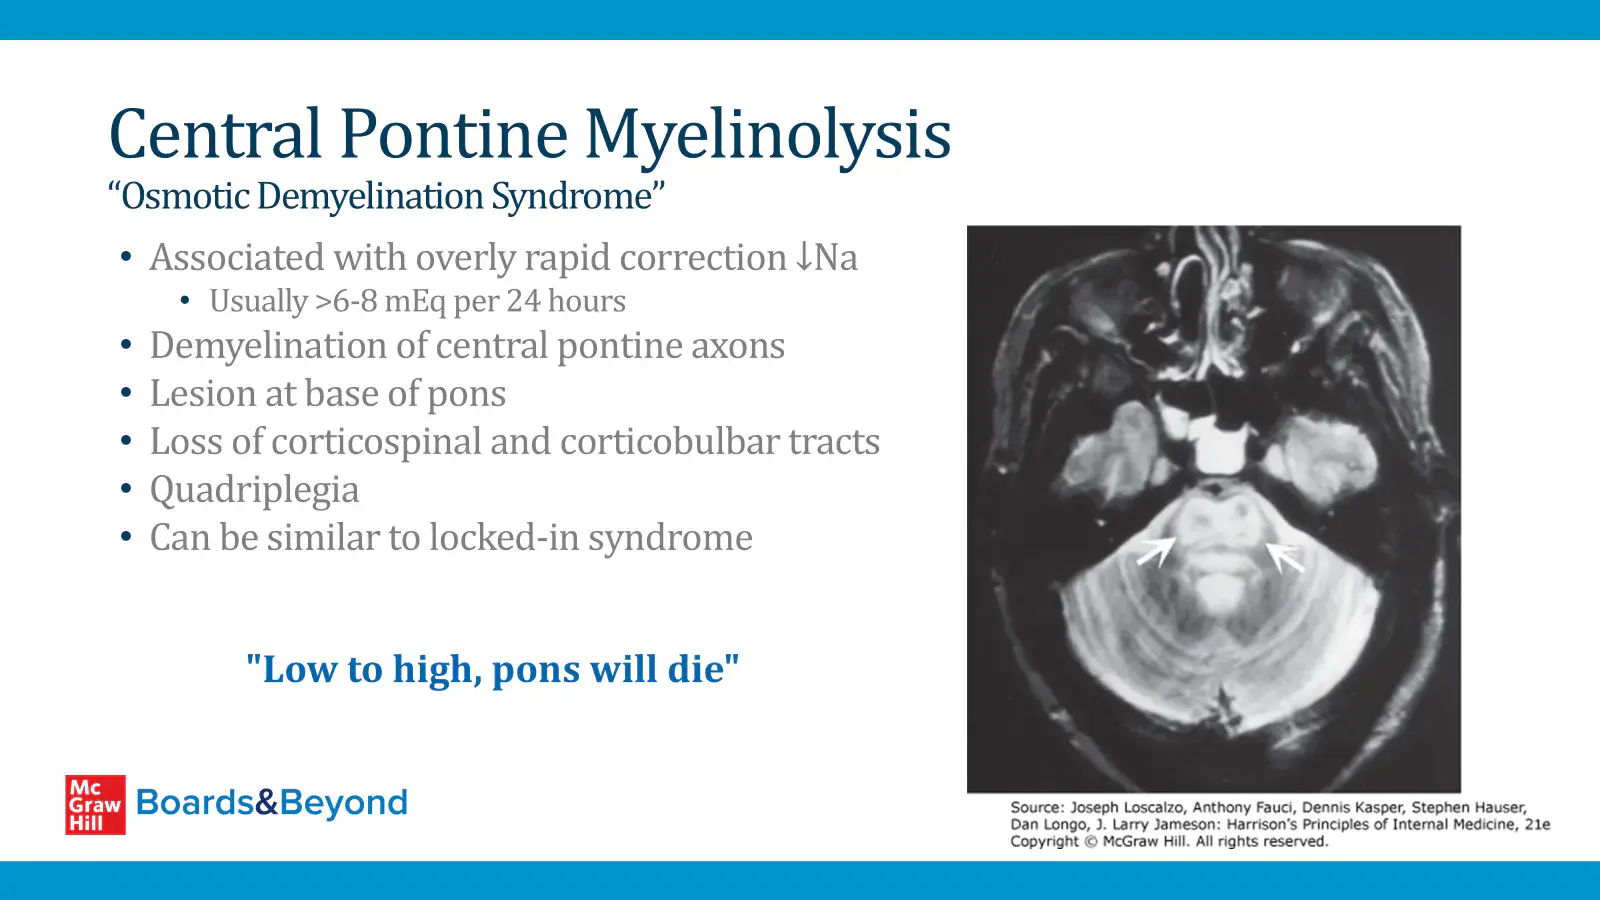 Central Pontine Myelinolysis
“Osmotic Demyelination Syndrome”
• Associated with overly rapid correction ↓Na
• Usually >6-8 mEq per 24 hours
• Demyelination of central pontine axons
• Lesion at base of pons
• Loss of corticospinal and corticobulbar tracts
• Quadriplegia
• Can be similar to locked-in syndrome
"Low to high, pons will die"
Mc
Graw
Hill
Boards&Beyond
Source: Joseph Loscalzo, Anthony Fauci, Dennis Kasper, Stephen Hauser,
Dan Longo, J. Larry Jameson: Harrison’s Principles of Internal Medicine, 21e
Copyright © McGraw Hill. All rights reserved.